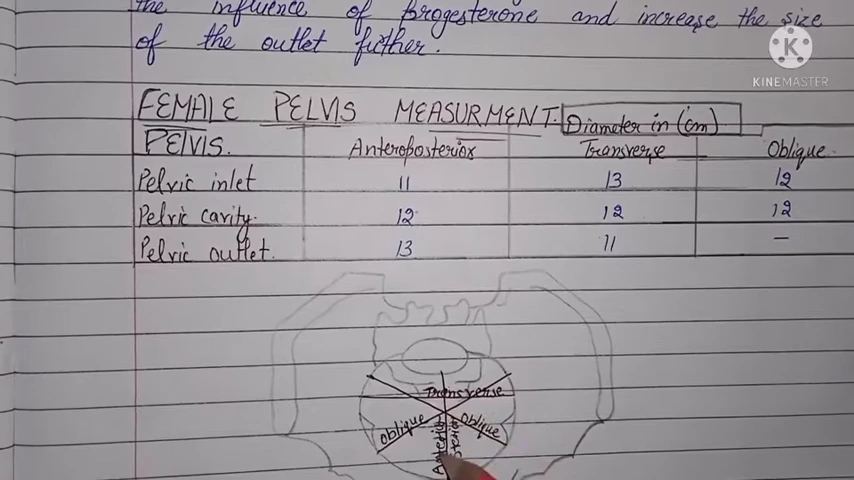 the influence of progesterone and increase the size
of the outlet further.
KINEMASTER
FEMALE PELVIS MEASURMENT. Diameter in (cm)
PELVIS. Anteroposterior Transverse Oblique
Pelvic inlet 11 13 12
Pelvic cavity. 12 12 12
Pelvic outlet. 13 11 –
Transverse
Oblique Oblique